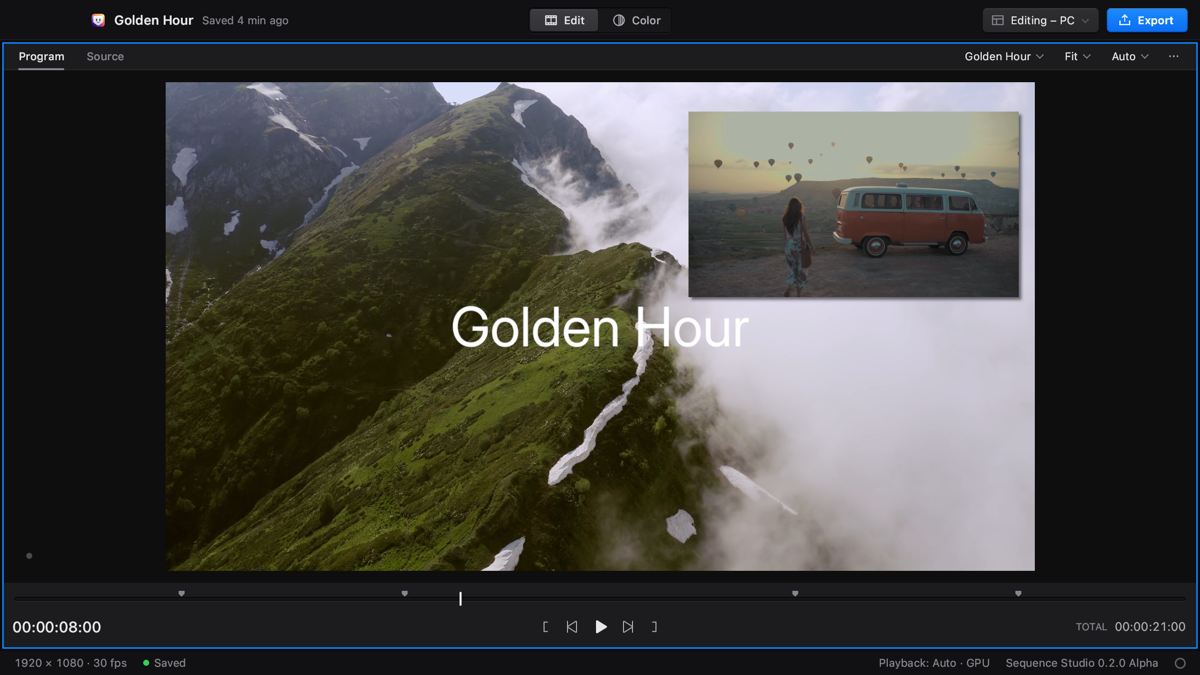 Golden Hour Saved 4 min ago Edit Color Editing – PC Export
Program Source Golden Hour Fit Auto ···
Golden Hour
00:00:08:00 [ ] TOTAL 00:00:21:00
1920 × 1080 · 30 fps Saved Playback: Auto · GPU Sequence Studio 0.2.0 Alpha